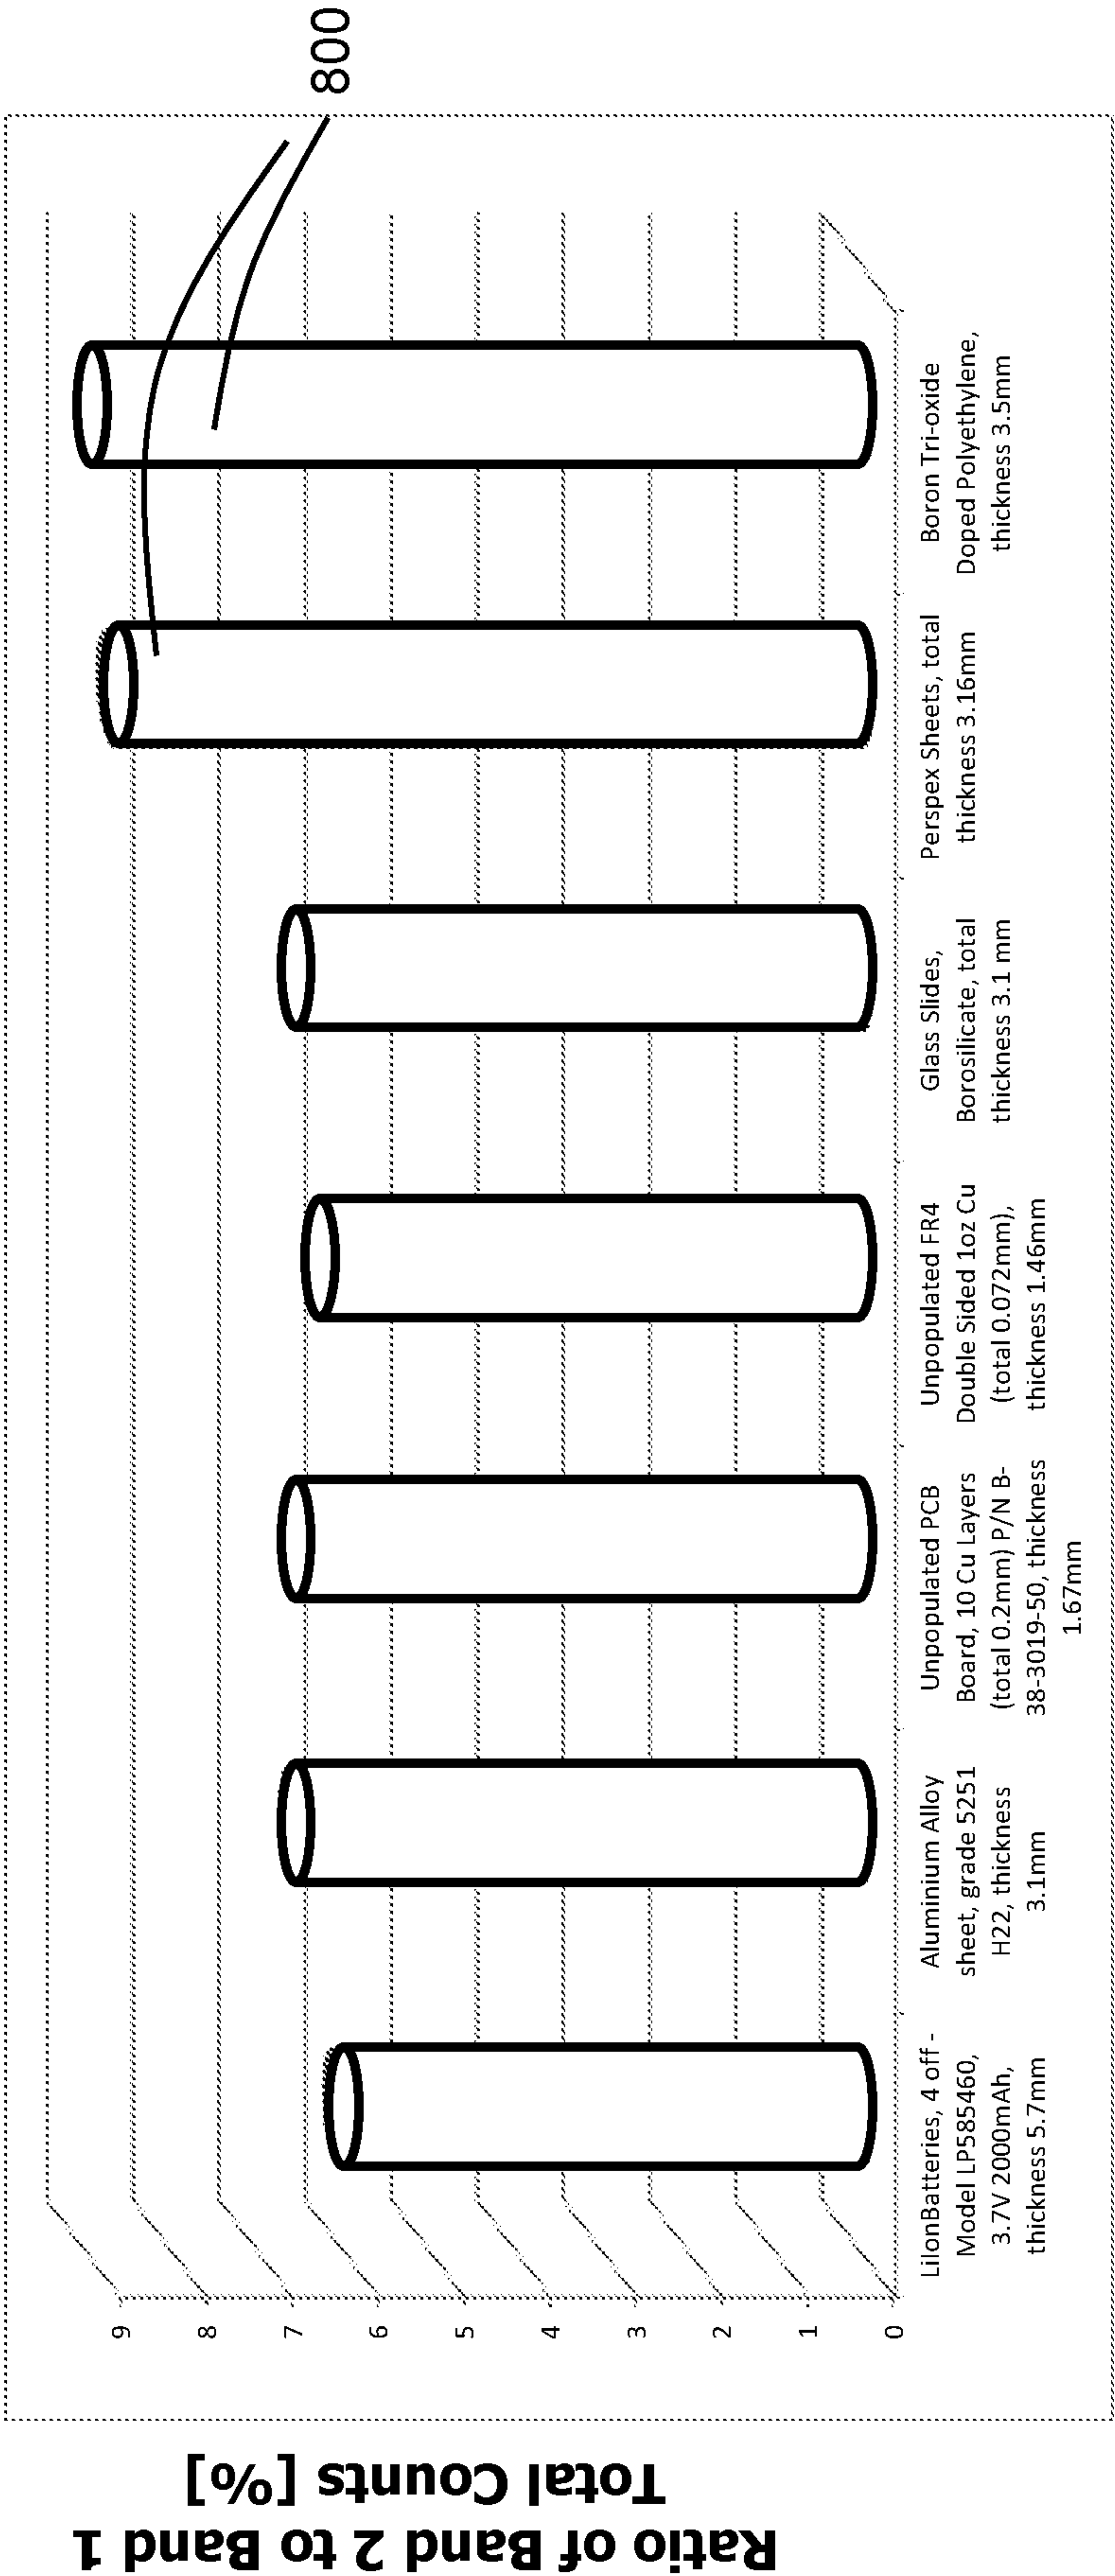 Ratio of Band 2 to Band 1
Total Counts [%]
9
8
7
6
5
4
3
2
1
0
LiIonBatteries, 4 off -
Model LP585460,
3.7V 2000mAh,
thickness 5.7mm
Aluminium Alloy
sheet, grade 5251
H22, thickness
3.1mm
Unpopulated PCB
Board, 10 Cu Layers
(total 0.2mm) P/N B-
38-3019-50, thickness
1.67mm
Unpopulated FR4
Double Sided 1oz Cu
(total 0.072mm),
thickness 1.46mm
Glass Slides,
Borosilicate, total
thickness 3.1 mm
Perspex Sheets, total
thickness 3.16mm
Boron Tri-oxide
Doped Polyethylene,
thickness 3.5mm
800